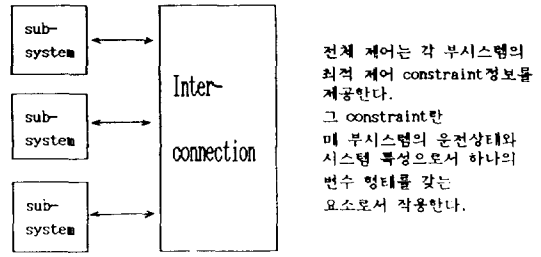 sub-
system
sub-
system
sub-
system
Inter-
connection
전체 제어는 각 부시스템의
최적 제어 constraint정보를
제공한다.
그 constraint란
매 부시스템의 운전상태와
시스템 특성으로서 하나의
변수 형태를 갖는
요소로서 작용한다.